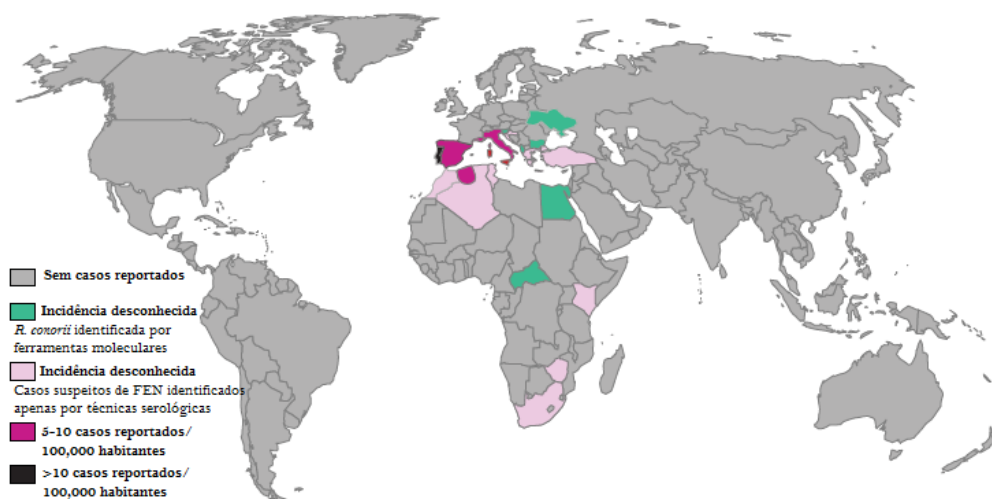 Sem casos reportados
Incidência desconhecida
R. conorii identificada por
ferramentas moleculares
Incidência desconhecida
Casos suspeitos de FEN identificados
apenas por técnicas serológicas
5-10 casos reportados/
100,000 habitantes
>10 casos reportados/
100,000 habitantes